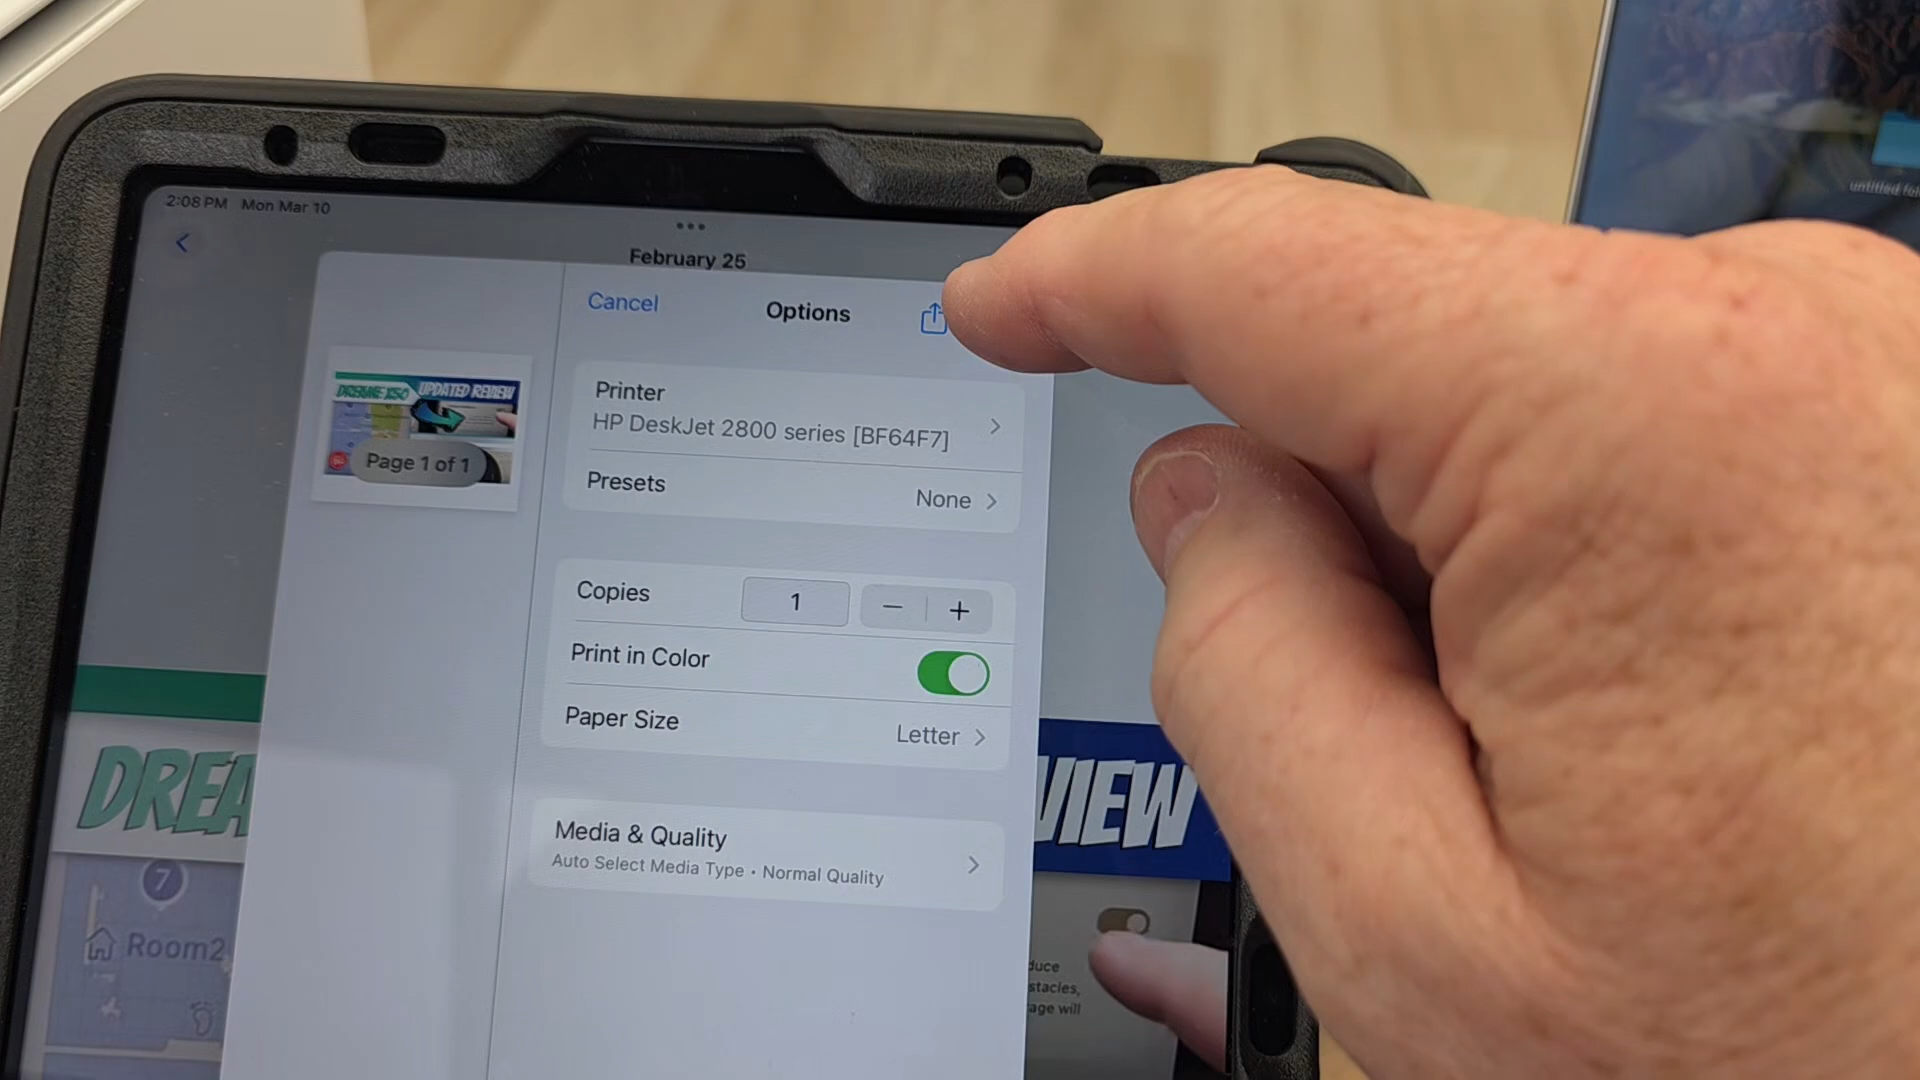 2:08 PM Mon Mar 10
February 25
Cancel
Options
DREAME X50 UPDATED REVIEW
Page 1 of 1
Printer
HP DeskJet 2800 series [BF64F7]
Presets
None
Copies
1
Print in Color
Paper Size
Letter
Media & Quality
Auto Select Media Type • Normal Quality
DREA
VIEW
7
Room2
duce
stacles,
age will
untitled fol